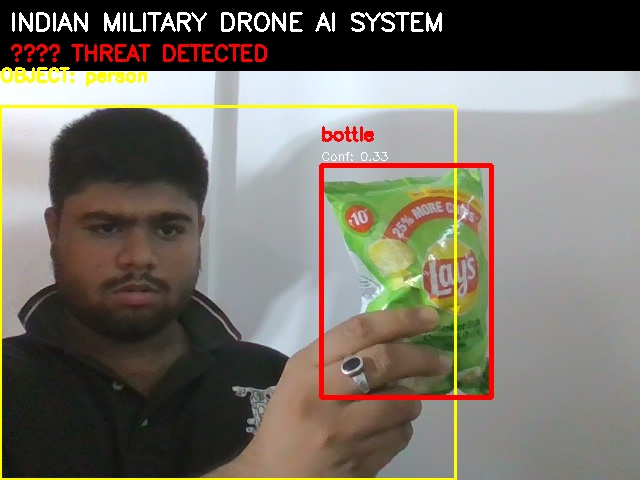 INDIAN MILITARY DRONE AI SYSTEM
???? THREAT DETECTED
OBJECT: person
bottle
Conf: 0.33
₹10
25% MORE
Lay's